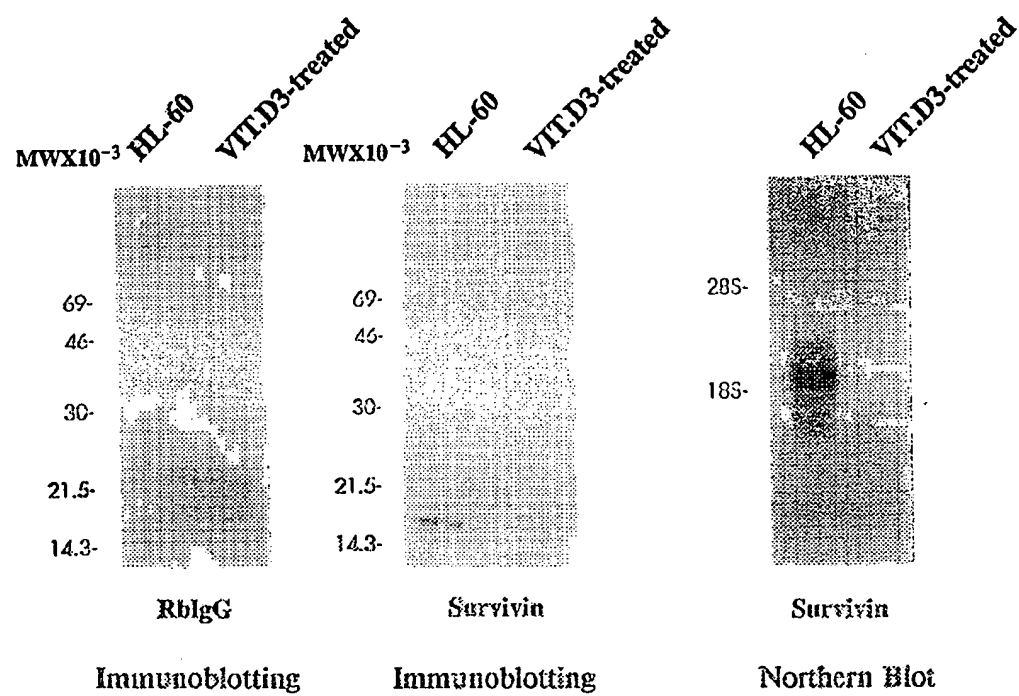 HL-60 VIT.D3-treated HL-60 VIT.D3-treated HL-60 VIT.D3-treated
MWX10⁻³ MWX10⁻³
69- 69- 28S-
46- 46-
30- 30- 18S-
21.5- 21.5-
14.3- 14.3-
RbIgG Survivin Survivin
Immunoblotting Immunoblotting Northern Blot